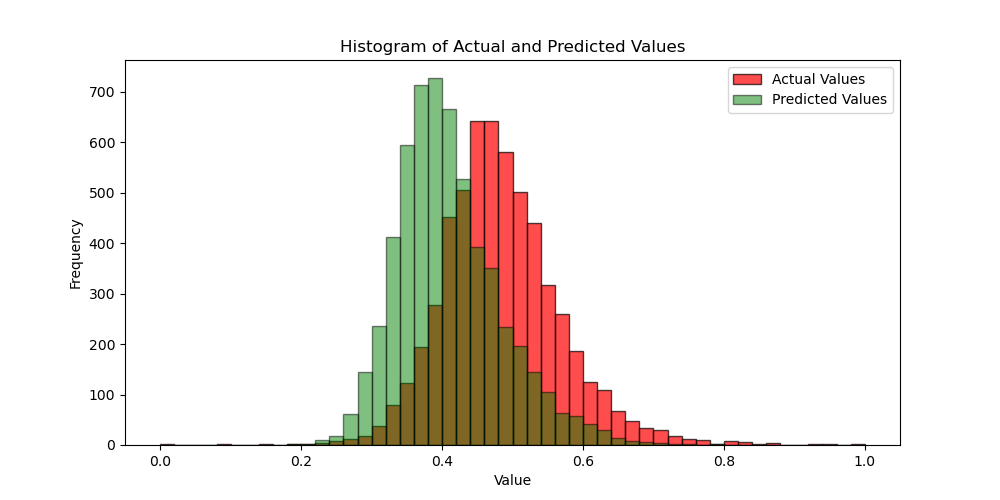 Histogram of Actual and Predicted Values
Actual Values
Predicted Values
700
600
500
400
300
200
100
0
Frequency
0.0 0.2 0.4 0.6 0.8 1.0
Value